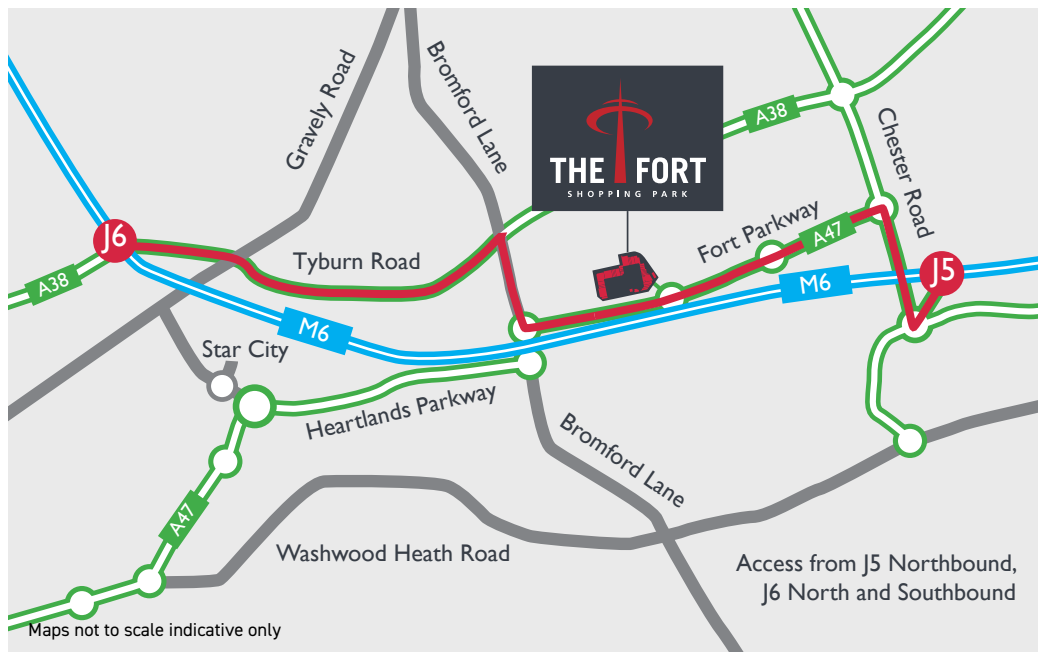 Gravely Road
Bromford Lane
THE FORT
SHOPPING PARK
A38
Chester Road
J6
A38
Tyburn Road
Fort Parkway
A47
J5
M6
M6
Star City
Heartlands Parkway
Bromford Lane
A47
Washwood Heath Road
Access from J5 Northbound,
J6 North and Southbound
Maps not to scale indicative only